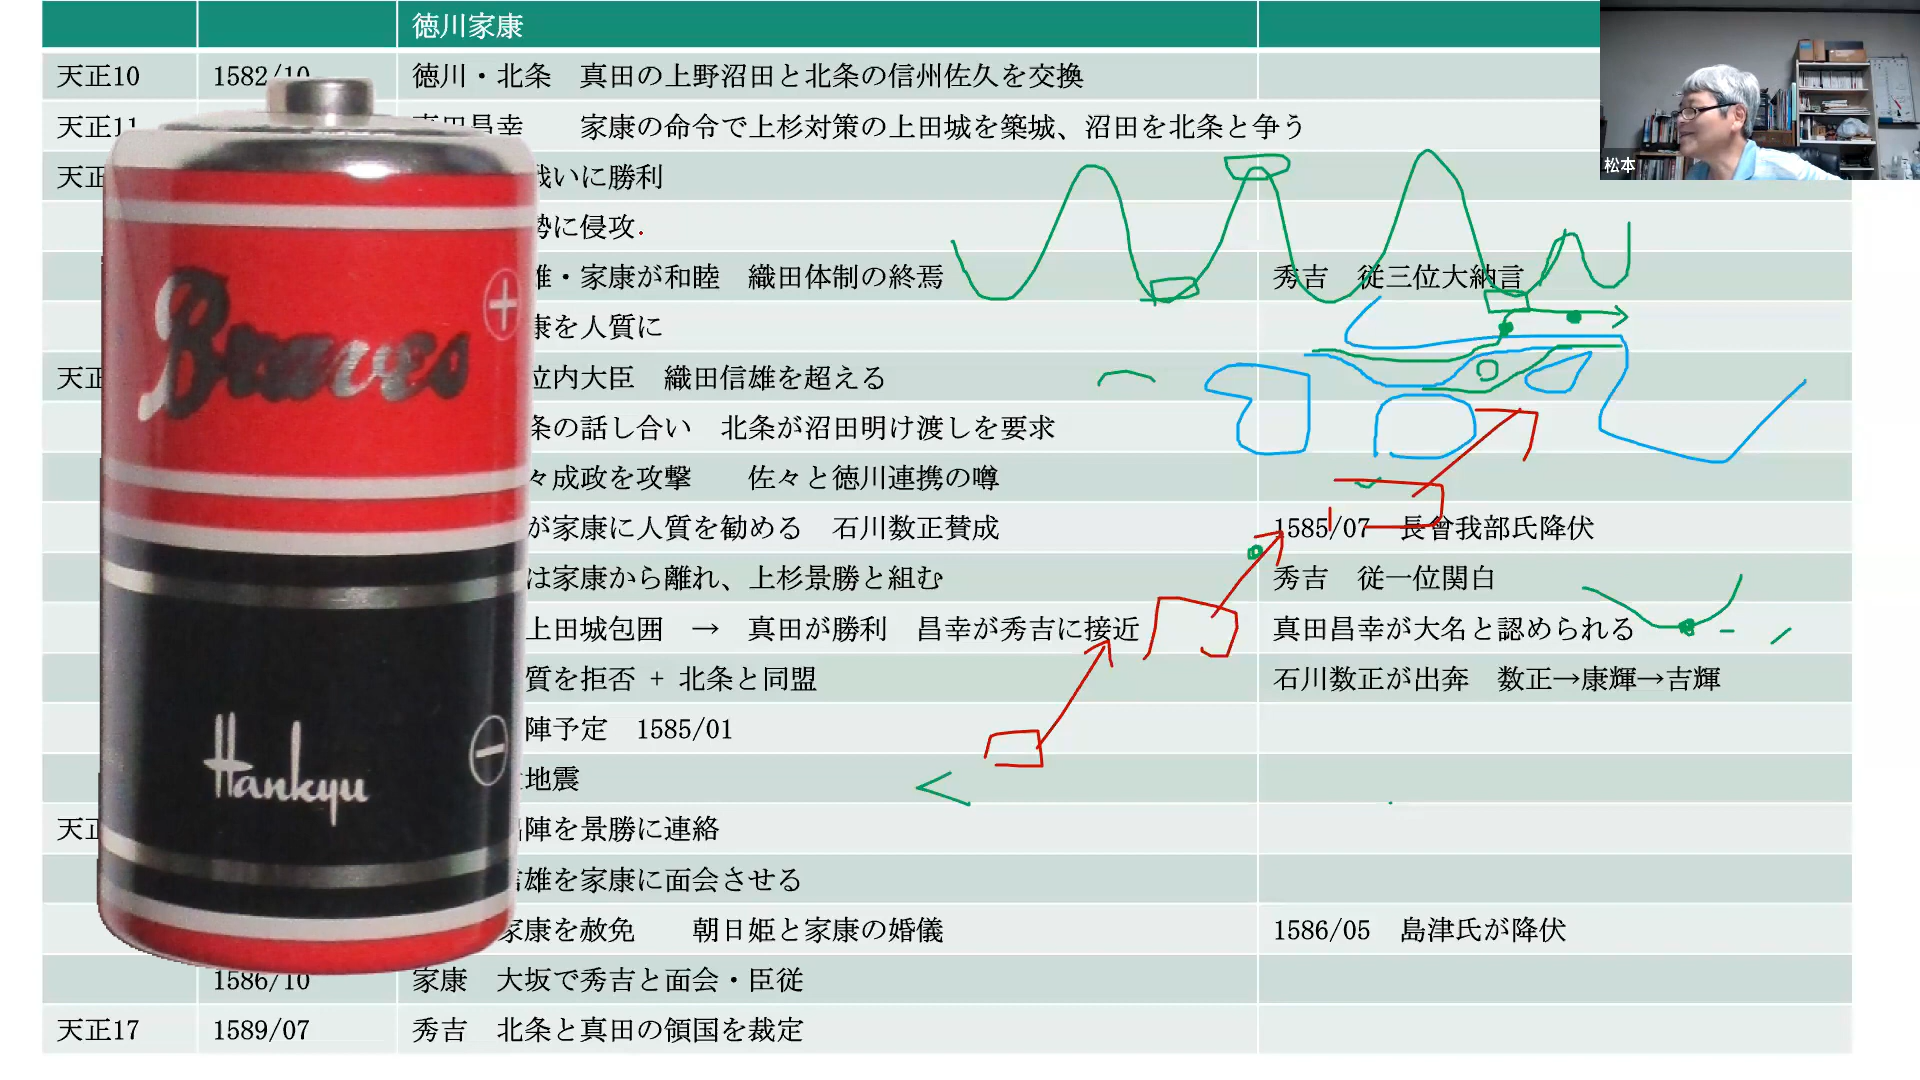 徳川家康
天正10 1582/10 徳川・北条 真田の上野沼田と北条の信州佐久を交換
天正11 真田昌幸 家康の命令で上杉対策の上田城を築城、沼田を北条と争う
天正 戦いに勝利
勢に侵攻.
雄・家康が和睦 織田体制の終焉 秀吉 従三位大納言
康を人質に
天正 位内大臣 織田信雄を超える
条の話し合い 北条が沼田明け渡しを要求
々成政を攻撃 佐々と徳川連携の噂
が家康に人質を勧める 石川数正賛成 1585/07 長曾我部氏降伏
は家康から離れ、上杉景勝と組む 秀吉 従一位関白
上田城包囲 → 真田が勝利 昌幸が秀吉に接近 真田昌幸が大名と認められる
質を拒否 + 北条と同盟 石川数正が出奔 数正→康輝→吉輝
陣予定 1585/01
地震
天正 陣を景勝に連絡
雄を家康に面会させる
家康を赦免 朝日姫と家康の婚儀 1586/05 島津氏が降伏
1586/10 家康 大坂で秀吉と面会・臣従
天正17 1589/07 秀吉 北条と真田の領国を裁定
Braves
+
Hankyu
−
松本